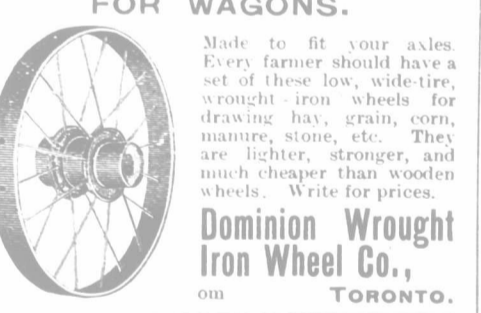 FOR WAGONS.
Made to fit your axles.
Every farmer should have a
set of these low, wide-tire,
wrought-iron wheels for
drawing hay, grain, corn,
manure, stone, etc. They
are lighter, stronger, and
much cheaper than wooden
wheels. Write for prices.
Dominion Wrought
Iron Wheel Co.,
om TORONTO.